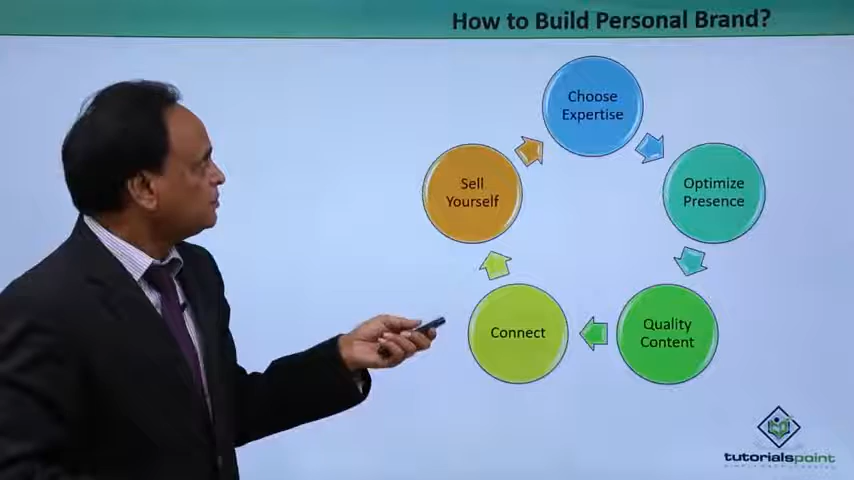 How to Build Personal Brand?
Choose
Expertise
Optimize
Presence
Quality
Content
Connect
Sell
Yourself
tutorialspoint